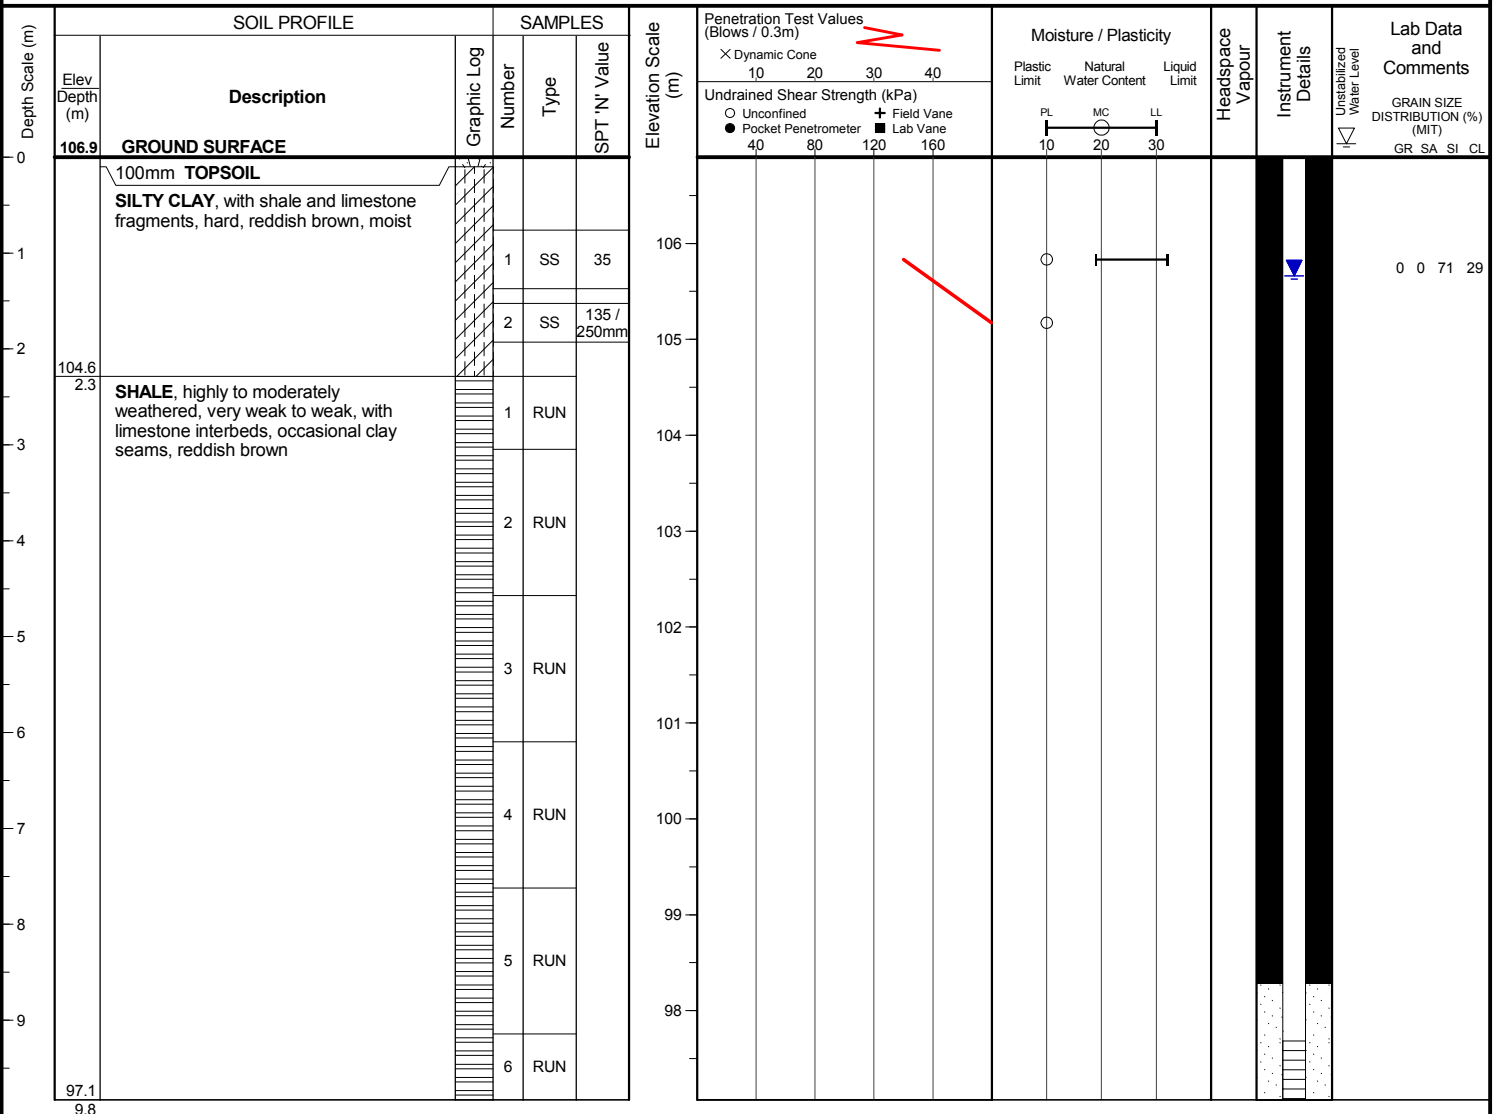 Depth Scale (m)
SOIL PROFILE
Elev
Depth
(m)
Description
106.9 GROUND SURFACE
Graphic Log
SAMPLES
Number
Type
SPT 'N' Value
Elevation Scale
(m)
Penetration Test Values
(Blows / 0.3m)
× Dynamic Cone
10 20 30 40
Undrained Shear Strength (kPa)
Unconfined + Field Vane
Pocket Penetrometer Lab Vane
40 80 120 160
Moisture / Plasticity
Plastic
Limit
Natural
Water Content
Liquid
Limit
PL MC LL
10 20 30
Headspace
Vapour
Instrument
Details
Unstabilized
Water Level
Lab Data
and
Comments
GRAIN SIZE
DISTRIBUTION (%)
(MIT)
GR SA SI CL
0
100mm TOPSOIL
SILTY CLAY, with shale and limestone
fragments, hard, reddish brown, moist
106
1
1 SS 35
0 0 71 29
2 SS 135 /
250mm
105
2
104.6
2.3
SHALE, highly to moderately
weathered, very weak to weak, with
limestone interbeds, occasional clay
seams, reddish brown
1 RUN
104
3
2 RUN
103
4
102
5
3 RUN
101
6
4 RUN
100
7
99
8
5 RUN
98
9
6 RUN
97.1
9.8